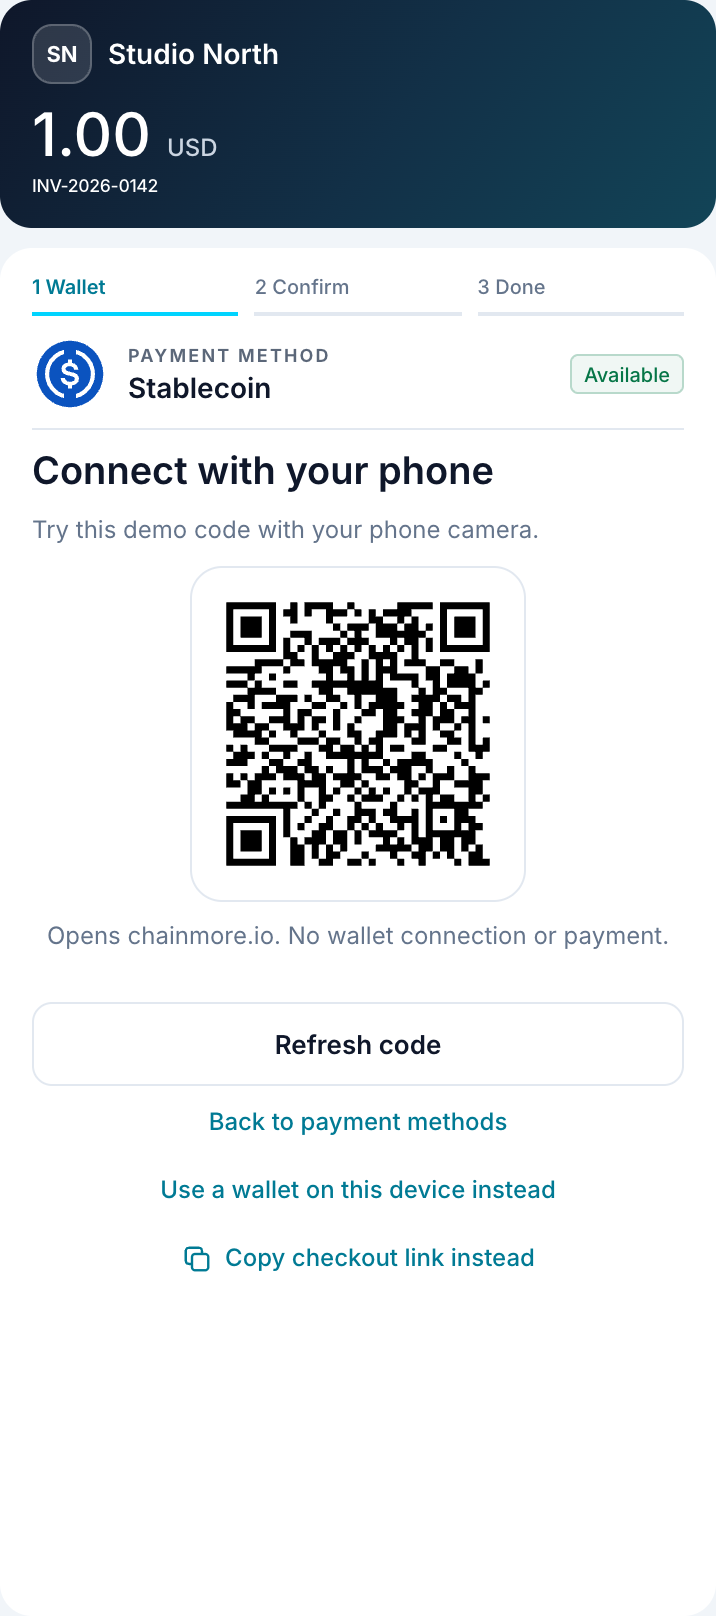 SN
Studio North
1.00 USD
INV-2026-0142
1 Wallet
2 Confirm
3 Done
PAYMENT METHOD
Stablecoin
Available
Connect with your phone
Try this demo code with your phone camera.
Opens chainmore.io. No wallet connection or payment.
Refresh code
Back to payment methods
Use a wallet on this device instead
Copy checkout link instead